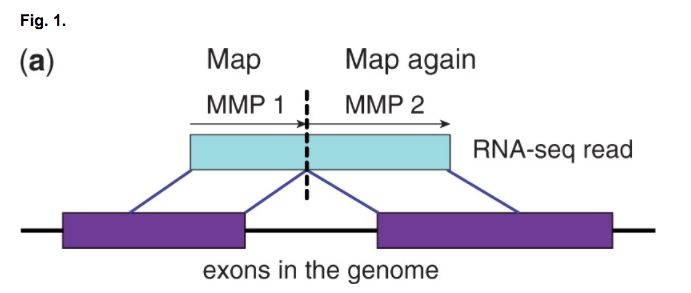 Fig. 1.
(a)
Map Map again
MMP 1 MMP 2
RNA-seq read
exons in the genome